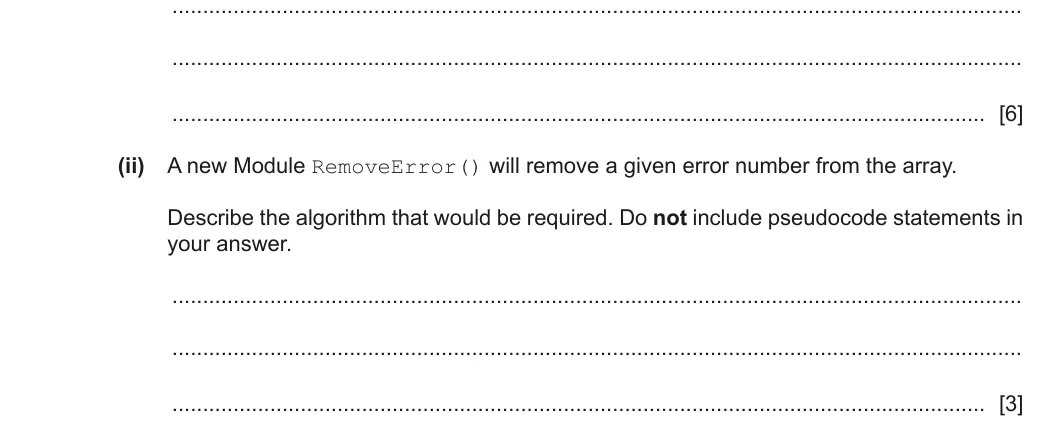 [6]
(ii) A new Module RemoveError() will remove a given error number from the array.
Describe the algorithm that would be required. Do not include pseudocode statements in
your answer.
[3]